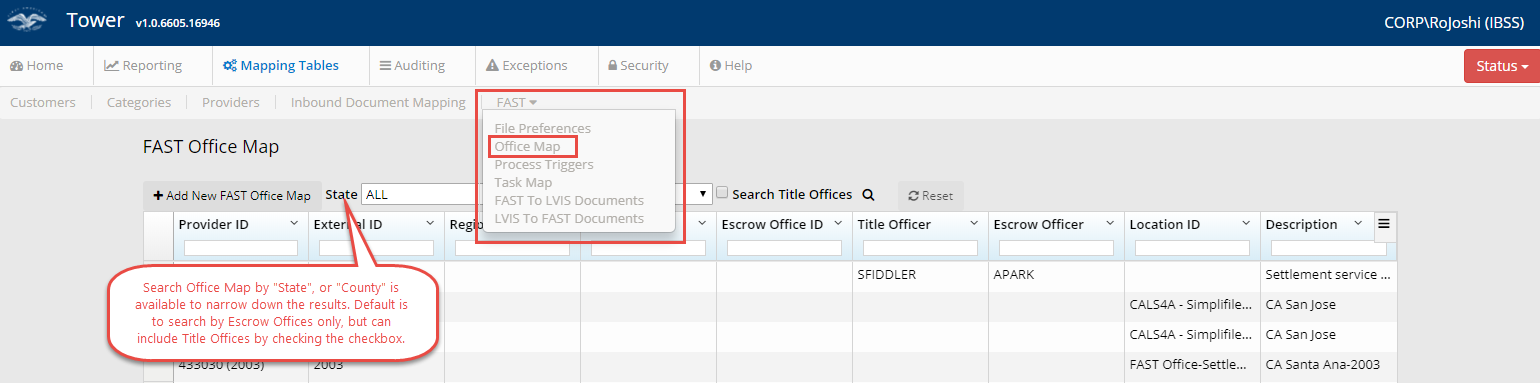 Tower v1.0.6605.16946
CORP\RoJoshi (IBSS)
Home Reporting Mapping Tables Auditing Exceptions Security Help Status
Customers Categories Providers Inbound Document Mapping FAST
File Preferences
Office Map
Process Triggers
Task Map
FAST To LVIS Documents
LVIS To FAST Documents
FAST Office Map
+ Add New FAST Office Map State ALL Search Title Offices Reset
Provider ID External ID Regio Escrow Office ID Title Officer Escrow Officer Location ID Description
SFIDDLER APARK Settlement service ...
CALS4A - Simplifile... CA San Jose
CALS4A - Simplifile... CA San Jose
433030 (2003) 2003 FAST Office-Settle... CA Santa Ana-2003
Search Office Map by "State", or "County" is
available to narrow down the results. Default is
to search by Escrow Offices only, but can
include Title Offices by checking the checkbox.